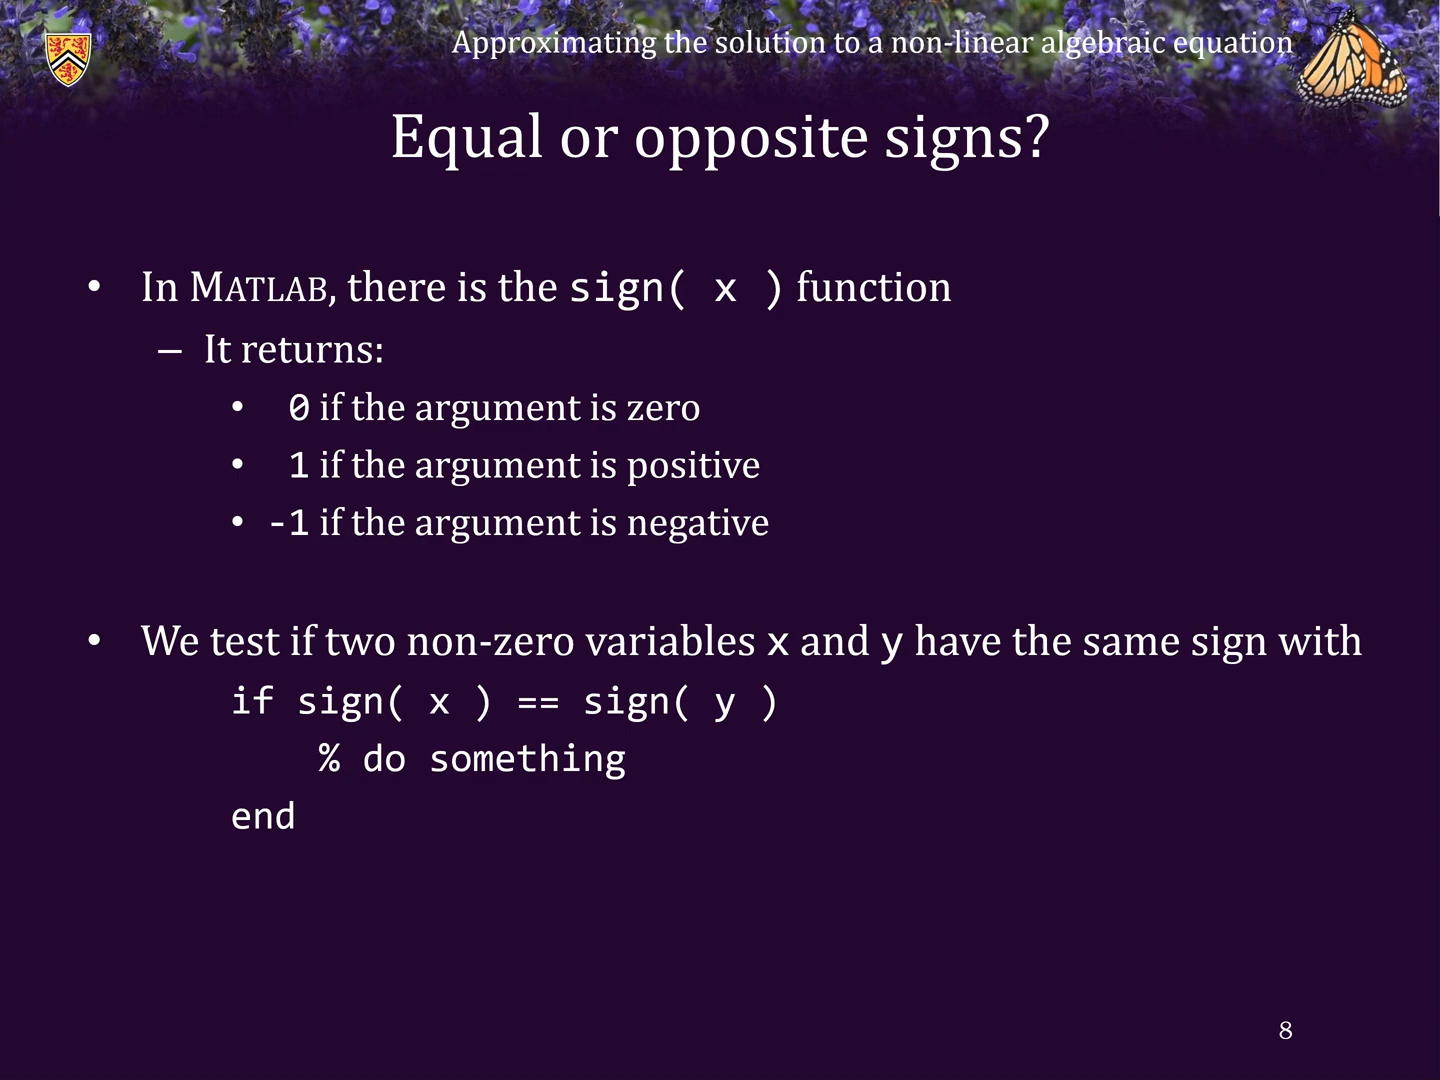 Approximating the solution to a non-linear algebraic equation
Equal or opposite signs?
• In MATLAB, there is the sign( x ) function
– It returns:
• 0 if the argument is zero
• 1 if the argument is positive
• -1 if the argument is negative
• We test if two non-zero variables x and y have the same sign with
if sign( x ) == sign( y )
% do something
end
8